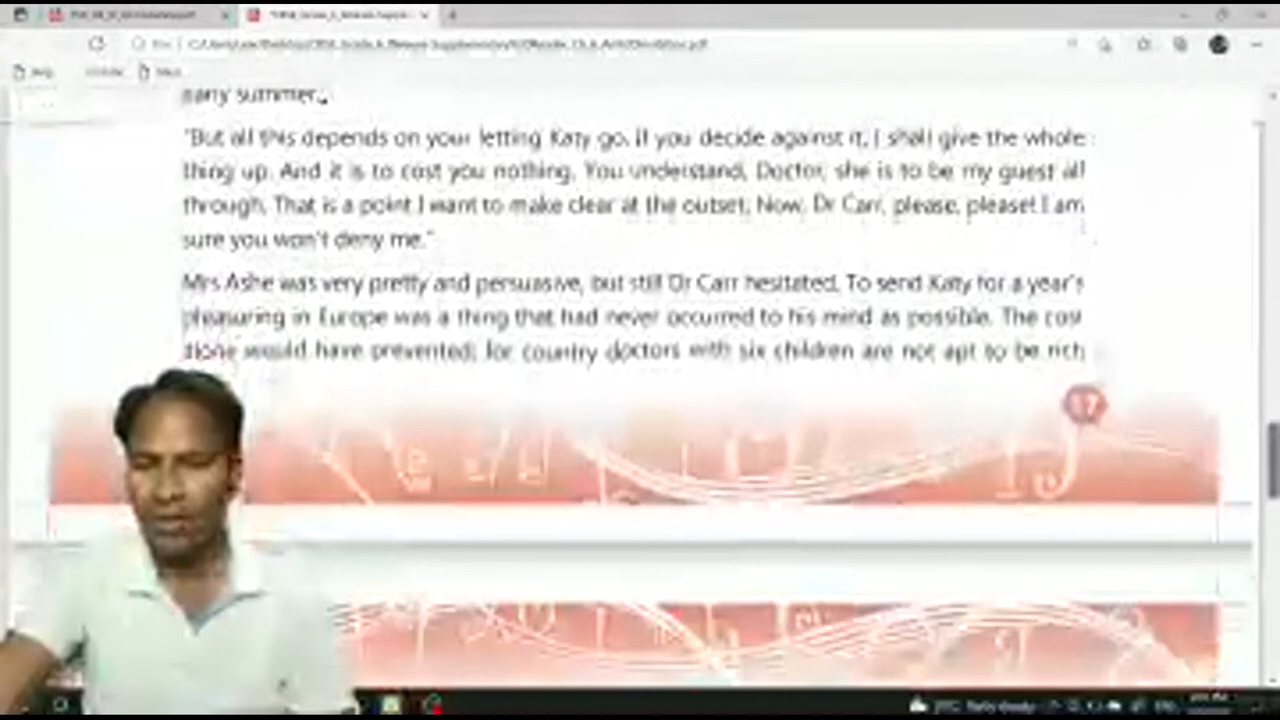 early summer.
"But all this depends on your letting Katy go. If you decide against it, I shall give the whole
thing up. And it is to cost you nothing. You understand, Doctor, she is to be my guest all
through. That is a point I want to make clear at the outset. Now, Dr Carr, please, please! I am
sure you won't deny me."
Mrs Ashe was very pretty and persuasive, but still Dr Carr hesitated. To send Katy for a year's
pleasuring in Europe was a thing that had never occurred to his mind as possible. The cost
alone would have prevented; for country doctors with six children are not apt to be rich
17